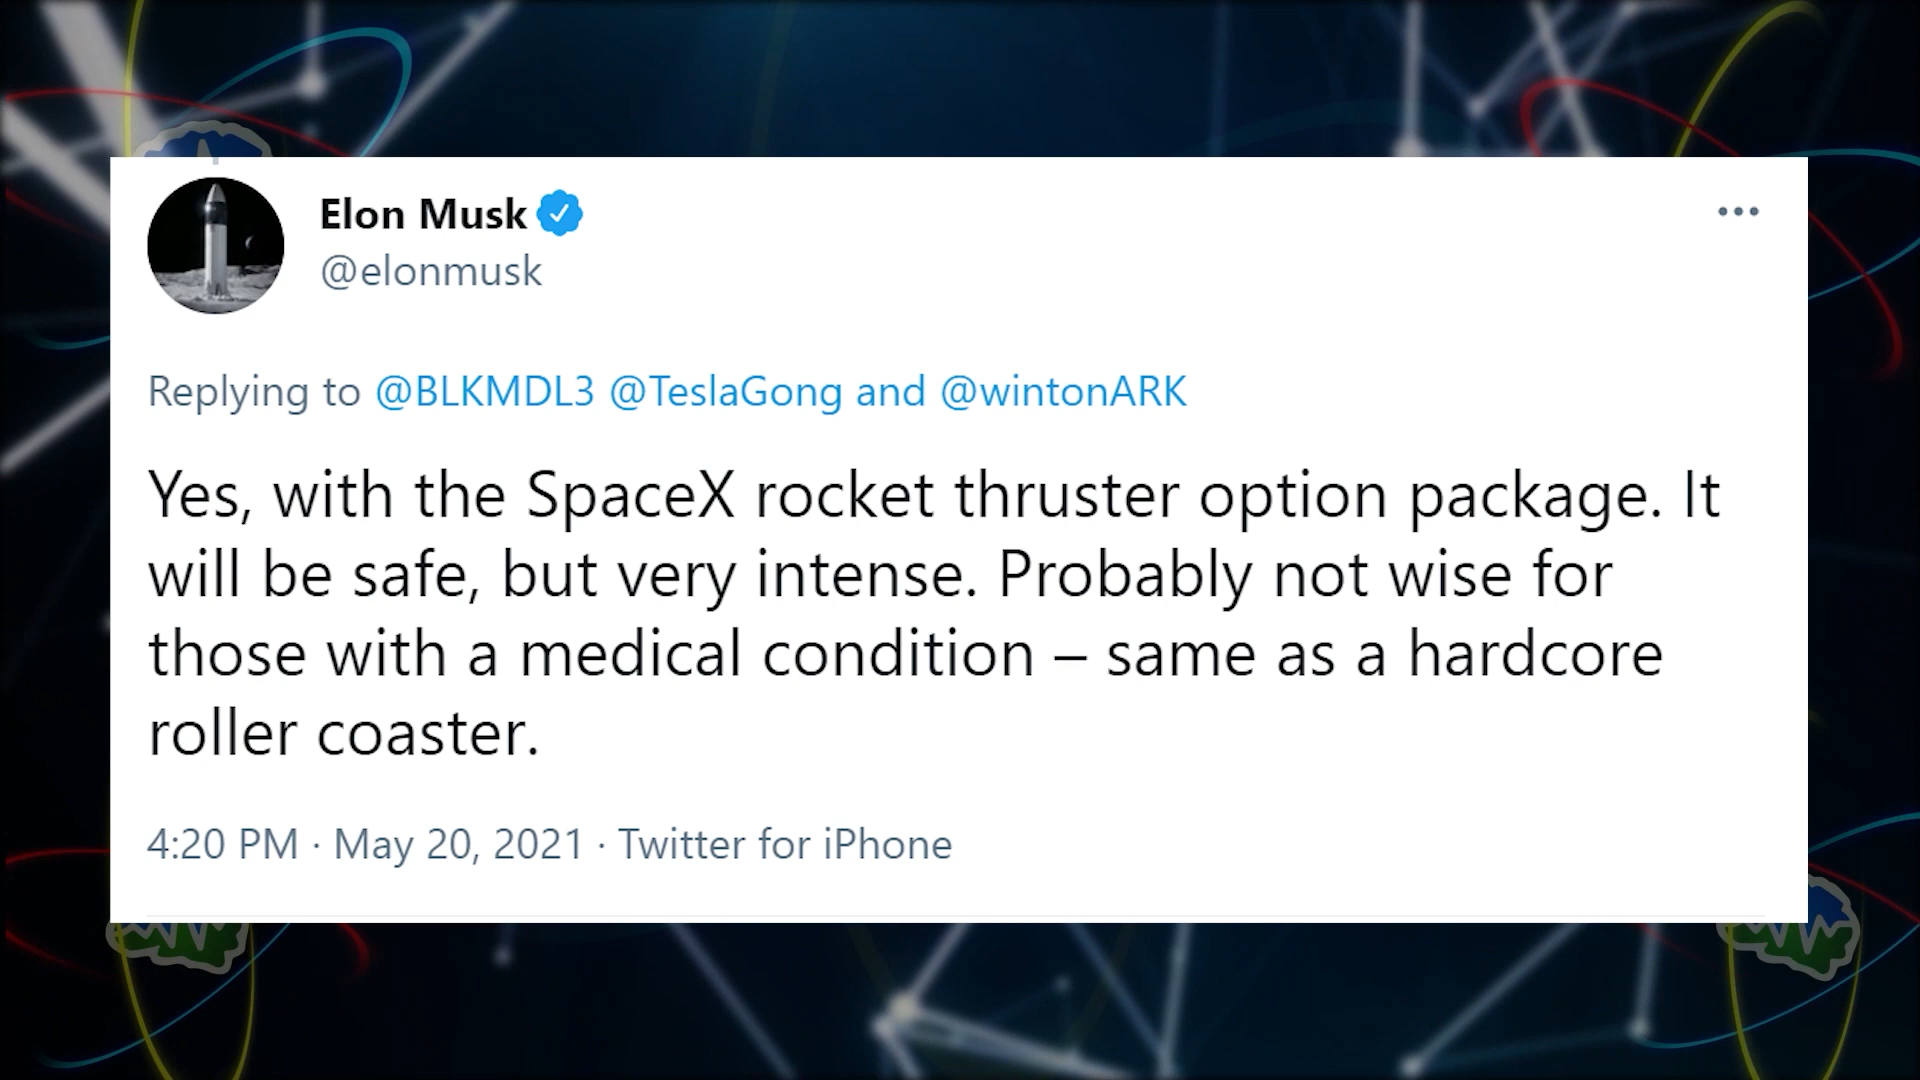 Elon Musk
@elonmusk
Replying to @BLKMDL3 @TeslaGong and @wintonARK
Yes, with the SpaceX rocket thruster option package. It
will be safe, but very intense. Probably not wise for
those with a medical condition – same as a hardcore
roller coaster.
4:20 PM · May 20, 2021 · Twitter for iPhone